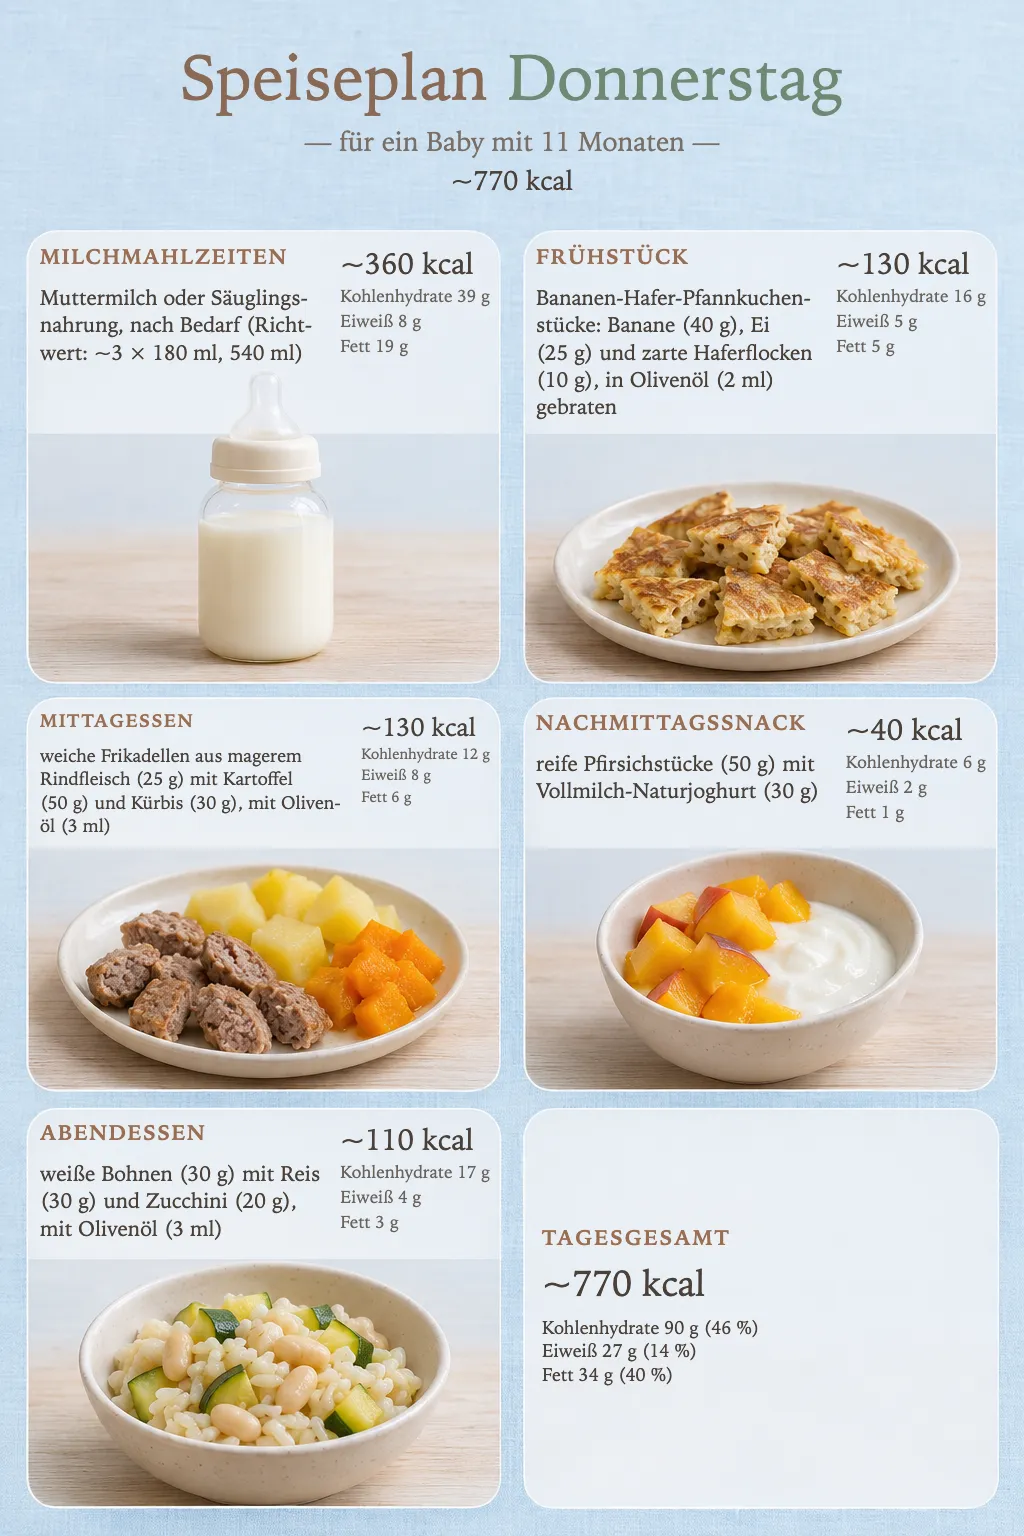 Speiseplan Donnerstag
— für ein Baby mit 11 Monaten —
~770 kcal
MILCHMAHLZEITEN
Muttermilch oder Säuglings-
nahrung, nach Bedarf (Richt-
wert: ~3 × 180 ml, 540 ml)
~360 kcal
Kohlenhydrate 39 g
Eiweiß 8 g
Fett 19 g
FRÜHSTÜCK
Bananen-Hafer-Pfannkuchen-
stücke: Banane (40 g), Ei
(25 g) und zarte Haferflocken
(10 g), in Olivenöl (2 ml)
gebraten
~130 kcal
Kohlenhydrate 16 g
Eiweiß 5 g
Fett 5 g
MITTAGESSEN
weiche Frikadellen aus magerem
Rindfleisch (25 g) mit Kartoffel
(50 g) und Kürbis (30 g), mit Oliven-
öl (3 ml)
~130 kcal
Kohlenhydrate 12 g
Eiweiß 8 g
Fett 6 g
NACHMITTAGSSNACK
reife Pfirsichstücke (50 g) mit
Vollmilch-Naturjoghurt (30 g)
~40 kcal
Kohlenhydrate 6 g
Eiweiß 2 g
Fett 1 g
ABENDESSEN
weiße Bohnen (30 g) mit Reis
(30 g) und Zucchini (20 g),
mit Olivenöl (3 ml)
~110 kcal
Kohlenhydrate 17 g
Eiweiß 4 g
Fett 3 g
TAGESGESAMT
~770 kcal
Kohlenhydrate 90 g (46 %)
Eiweiß 27 g (14 %)
Fett 34 g (40 %)